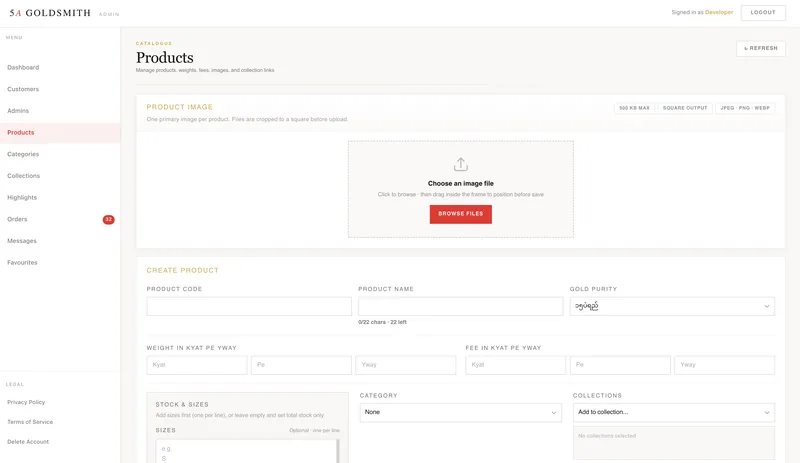 5A GOLDSMITH ADMIN
Signed in as Developer
LOGOUT
MENU
Dashboard
Customers
Admins
Products
Categories
Collections
Highlights
Orders 32
Messages
Favourites
LEGAL
Privacy Policy
Terms of Service
Delete Account
CATALOGUE
Products
Manage products, weights, fees, images, and collection links
↻ REFRESH
PRODUCT IMAGE
One primary image per product. Files are cropped to a square before upload.
500 KB MAX
SQUARE OUTPUT
JPEG · PNG · WEBP
Choose an image file
Click to browse · then drag inside the frame to position before save
BROWSE FILES
CREATE PRODUCT
PRODUCT CODE
PRODUCT NAME
0/22 chars · 22 left
GOLD PURITY
၁၅ပဲရည်
WEIGHT IN KYAT PE YWAY
Kyat
Pe
Yway
FEE IN KYAT PE YWAY
Kyat
Pe
Yway
STOCK & SIZES
Add sizes first (one per line), or leave empty and set total stock only
SIZES
Optional · one per line
e.g.
S
CATEGORY
None
COLLECTIONS
Add to collection...
No collections selected